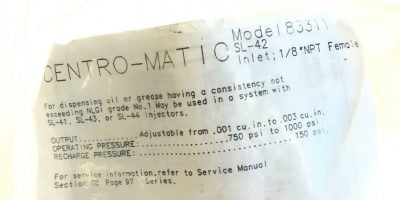 CENTRO-MATIC
Model 83311
SL-42
Inlet: 1/8"NPT Female
For dispensing oil or grease having a consistency not
exceeding NLGI grade No.1 May be used in a system with
SL-41, SL-43, or SL-44 injectors.
OUTPUT:.............. Adjustable from .001 cu.in.to .003 cu.in.
OPERATING PRESSURE:.................750 psi to 1000 psi.
RECHARGE PRESSURE:............................150 psi.
For service information.refer to Service Manual
Section Page Series.